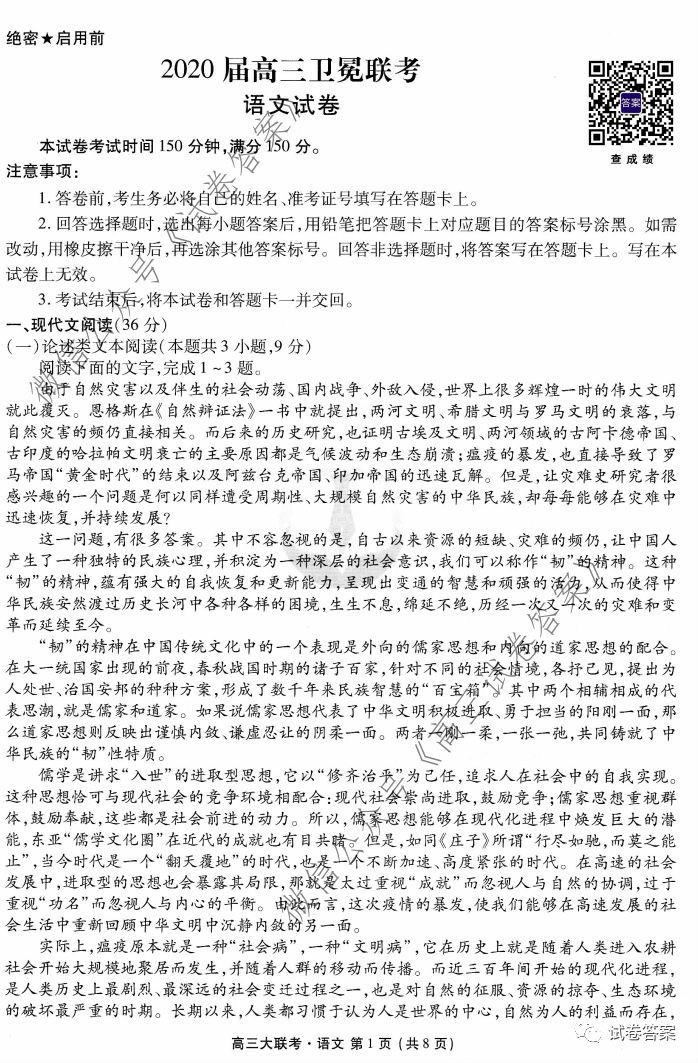 绝密★启用前
2020届高三卫冕联考
语文试卷
答案
查成绩
本试卷考试时间150分钟,满分150分。
注意事项:
1.答卷前,考生务必将自己的姓名、准考证号填写在答题卡上。
2.回答选择题时,选出每小题答案后,用铅笔把答题卡上对应题目的答案标号涂黑。如需
改动,用橡皮擦干净后,再选涂其他答案标号。回答非选择题时,将答案写在答题卡上。写在本
试卷上无效。
3.考试结束后,将本试卷和答题卡一并交回。
一、现代文阅读(36分)
(一)论述类文本阅读(本题共3小题,9分)
阅读下面的文字,完成1~3题。
由于自然灾害以及伴生的社会动荡、国内战争、外敌入侵,世界上很多辉煌一时的伟大文明
就此覆灭。恩格斯在《自然辩证法》一书中就提出,两河文明、希腊文明与罗马文明的衰落,与
自然灾害的频仍直接相关。而后来的历史研究,也证明古埃及文明、两河领域的古阿卡德帝国、
古印度的哈拉帕文明衰亡的主要原因都是气候波动和生态崩溃;瘟疫的暴发,也直接导致了罗
马帝国“黄金时代”的结束以及阿兹台克帝国、印加帝国的迅速瓦解。但是,让灾难史研究者很
感兴趣的一个问题是何以同样遭受周期性、大规模自然灾害的中华民族,却每每能够在灾难中
迅速恢复,并持续发展?
这一问题,有很多答案。其中不容忽视的是,自古以来资源的短缺、灾难的频仍,让中国人
产生了一种独特的民族心理,并积淀为一种深层的社会意识,我们可以称作“韧”的精神。这种
“韧”的精神,蕴有强大的自我恢复和更新能力,呈现出变通的智慧和顽强的活力,从而使得中
华民族安然渡过历史长河中各种各样的困境,生生不息,绵延不绝,历经一次又一次的灾难和变
革而延续至今。
“韧”的精神在中国传统文化中的一个表现是外向的儒家思想和内向的道家思想的配合。
在大一统国家出现的前夜,春秋战国时期的诸子百家,针对不同的社会情境,各抒己见,提出为
人处世、治国安邦的种种方案,形成了数千年来民族智慧的“百宝箱”。其中两个相辅相成的代
表思潮,就是儒家和道家。如果说儒家思想代表了中华文明积极进取、勇于担当的阳刚一面,那
么道家思想则反映出谨慎内敛、谦虚忍让的阴柔一面。两者一刚一柔,一张一弛,共同铸就了中
华民族的“韧”性特质。
儒学是讲求“入世”的进取型思想,它以“修齐治平”为己任,追求人在社会中的自我实现。
这种思想恰可与现代社会的竞争环境相配合:现代社会崇尚进取,鼓励竞争;儒家思想重视群
体,鼓励奉献,这些都是社会前进的动力。所以,儒家思想能够在现代化进程中焕发巨大的潜
能,东亚“儒学文化圈”在近代的成就也有目共睹。但是,如同《庄子》所谓“行尽如驰,而莫之能
止”,当今时代是一个“翻天覆地”的时代,也是一个不断加速、高度紧张的时代。在高速的社会
发展中,进取型的思想也会暴露其局限,那就是太过重视“成就”而忽视人与自然的协调,过于
重视“功名”而忽视人与内心的平衡。由此而言,这次疫情的暴发,使我们能够在高速发展的社
会生活中重新回顾中华文明中沉静内敛的另一面。
实际上,瘟疫原本就是一种“社会病”,一种“文明病”,它在历史上就是随着人类进入农耕
社会开始大规模地聚居而发生,并随着人群的移动而传播。而近三百年间开始的现代化进程,
是人类历史上最剧烈、最深远的社会变迁过程之一,也是对自然的征服、资源的掠夺、生态环境
的破坏最严重的时期。长期以来,人类都习惯于认为人是世界的中心,自然为人的利益而存在,
高三大联考·语文 第1页(共8页)
微信公众号《试卷答案》
微信公众号《高三试卷答案》
试卷答案